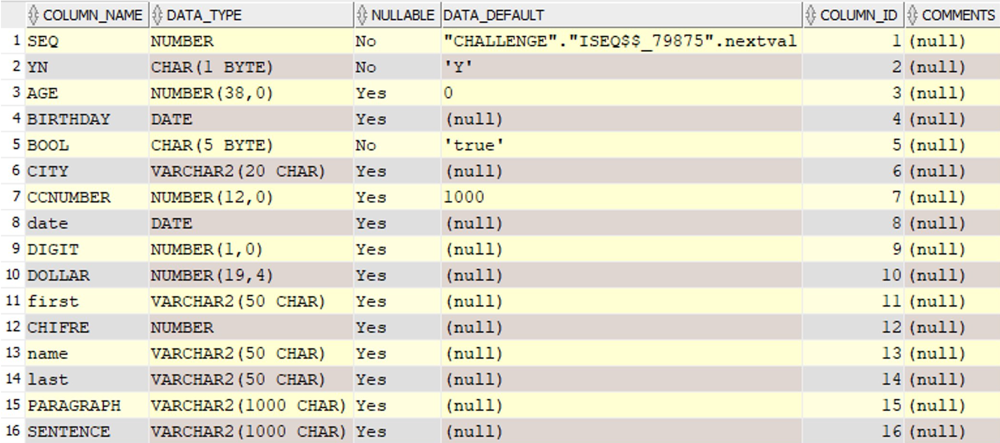 COLUMN_NAME DATA_TYPE NULLABLE DATA_DEFAULT COLUMN_ID COMMENTS
1 SEQ NUMBER No "CHALLENGE"."ISEQ$$_79875".nextval 1 (null)
2 YN CHAR(1 BYTE) No 'Y' 2 (null)
3 AGE NUMBER(38,0) Yes 0 3 (null)
4 BIRTHDAY DATE Yes (null) 4 (null)
5 BOOL CHAR(5 BYTE) No 'true' 5 (null)
6 CITY VARCHAR2(20 CHAR) Yes (null) 6 (null)
7 CCNUMBER NUMBER(12,0) Yes 1000 7 (null)
8 date DATE Yes (null) 8 (null)
9 DIGIT NUMBER(1,0) Yes (null) 9 (null)
10 DOLLAR NUMBER(19,4) Yes (null) 10 (null)
11 first VARCHAR2(50 CHAR) Yes (null) 11 (null)
12 CHIFRE NUMBER Yes (null) 12 (null)
13 name VARCHAR2(50 CHAR) Yes (null) 13 (null)
14 last VARCHAR2(50 CHAR) Yes (null) 14 (null)
15 PARAGRAPH VARCHAR2(1000 CHAR) Yes (null) 15 (null)
16 SENTENCE VARCHAR2(1000 CHAR) Yes (null) 16 (null)